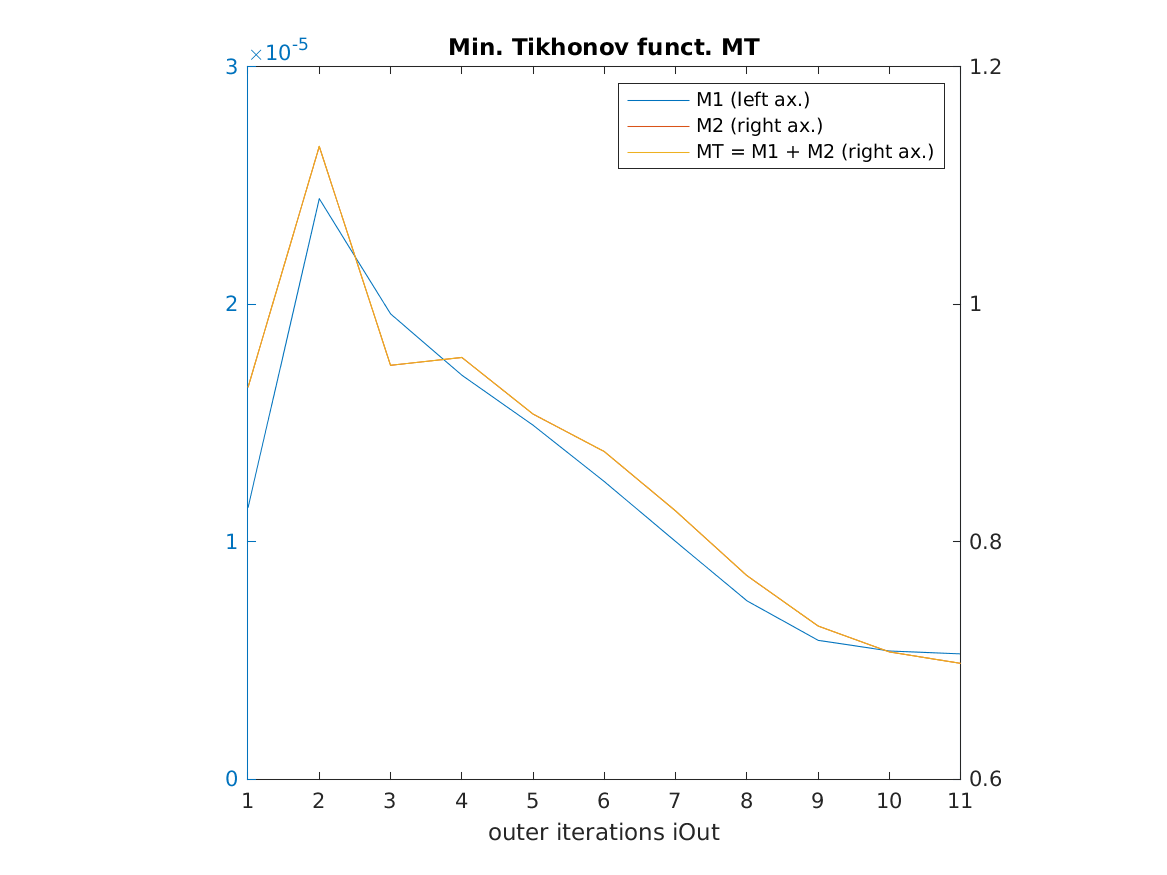 Min. Tikhonov funct. MT
×10-5
3
2
1
0
1.2
1
0.8
0.6
M1 (left ax.)
M2 (right ax.)
MT = M1 + M2 (right ax.)
1 2 3 4 5 6 7 8 9 10 11
outer iterations iOut